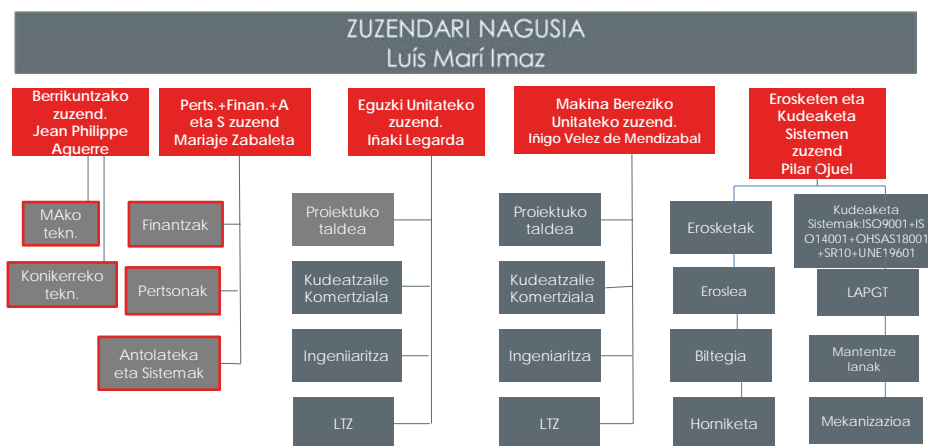 ZUZENDARI NAGUSIA
Luís Marí Imaz
Berrikuntzako
zuzend.
Jean Philippe
Aguerre
Perts.+Finan.+A
eta S zuzend
Mariaje Zabaleta
Eguzki Unitateko
zuzend.
Iñaki Legarda
Makina Bereziko
Unitateko zuzend.
Iñigo Velez de Mendizabal
Erosketen eta
Kudeaketa
Sistemen
zuzend
Pilar Ojuel
MAko
tekn.
Konikerreko
tekn.
Finantzak
Pertsonak
Antolateka
eta Sistemak
Proiektuko
taldea
Kudeatzaile
Komertziala
Ingeniiaritza
LTZ
Proiektuko
taldea
Kudeatzaile
Komertziala
Ingeniaritza
LTZ
Erosketak
Eroslea
Biltegia
Horniketa
Kudeaketa
Sistemak:ISO9001+IS
O14001+OHSAS18001
+SR10+UNE19601
LAPGT
Mantentze
lanak
Mekanizazioa